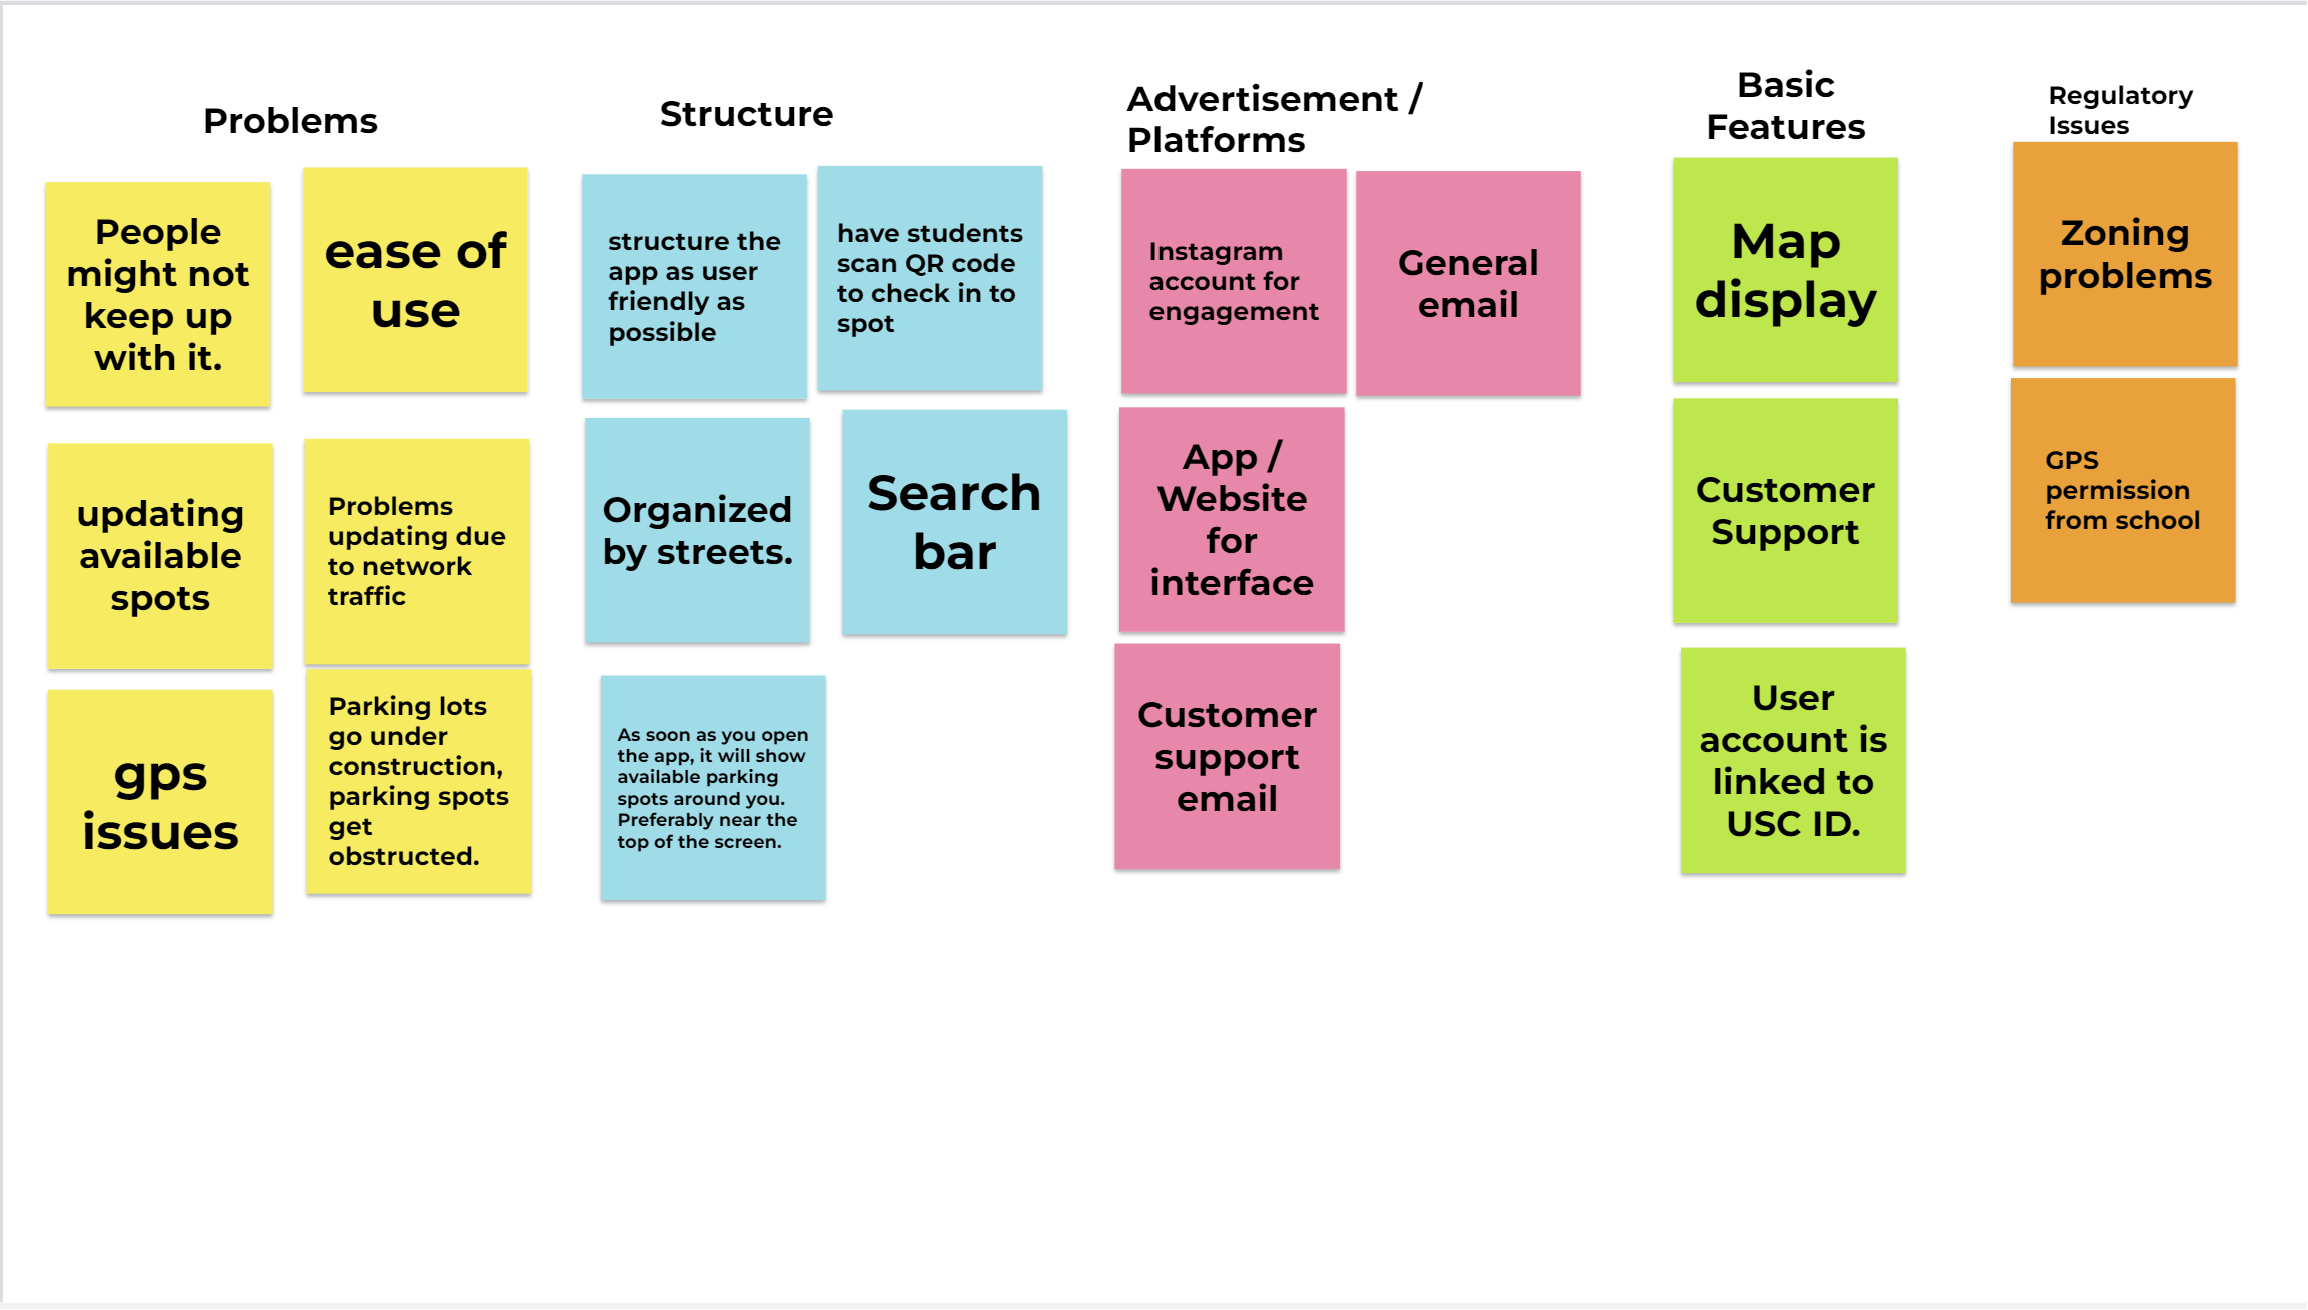 Problems
People
might not
keep up
with it.
ease of
use
updating
available
spots
Problems
updating due
to network
traffic
gps
issues
Parking lots
go under
construction,
parking spots
get
obstructed.
Structure
structure the
app as user
friendly as
possible
have students
scan QR code
to check in to
spot
Organized
by streets.
Search
bar
As soon as you open
the app, it will show
available parking
spots around you.
Preferably near the
top of the screen.
Advertisement /
Platforms
Instagram
account for
engagement
General
email
App /
Website
for
interface
Customer
support
email
Basic
Features
Map
display
Customer
Support
User
account is
linked to
USC ID.
Regulatory
Issues
Zoning
problems
GPS
permission
from school